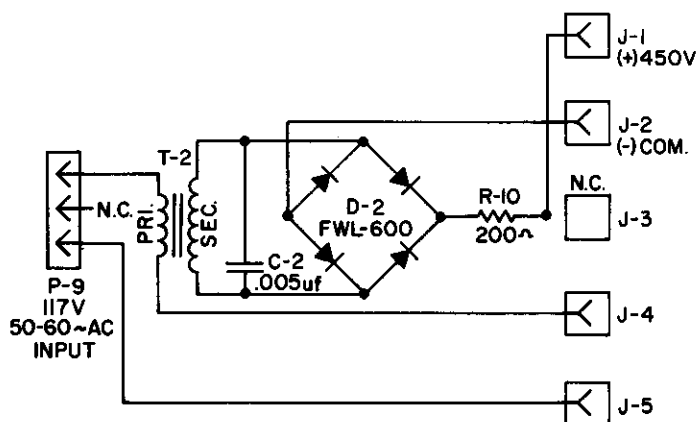 J-1
(+)450V
J-2
(-)COM.
T-2
N.C.
PRI.
SEC.
D-2
FWL-600
R-10
200~
N.C.
J-3
C-2
.005uf
P-9
117V
50-60~AC
INPUT
J-4
J-5